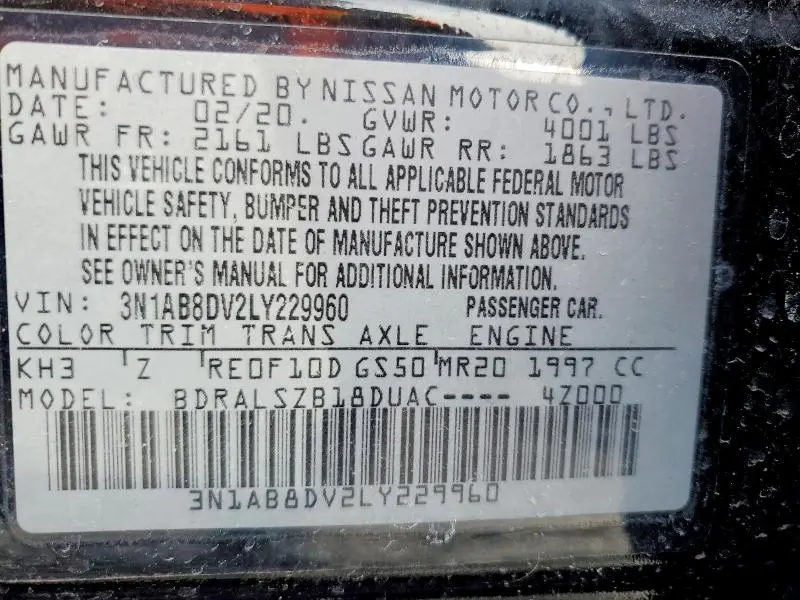 MANUFACTURED BY NISSAN MOTOR CO., LTD.
DATE: 02/20. GVWR: 4001 LBS
GAWR FR: 2161 LBS GAWR RR: 1863 LBS
THIS VEHICLE CONFORMS TO ALL APPLICABLE FEDERAL MOTOR
VEHICLE SAFETY, BUMPER AND THEFT PREVENTION STANDARDS
IN EFFECT ON THE DATE OF MANUFACTURE SHOWN ABOVE.
SEE OWNER'S MANUAL FOR ADDITIONAL INFORMATION.
VIN: 3N1AB8DV2LY229960 PASSENGER CAR.
COLOR TRIM TRANS AXLE ENGINE
KH3 Z RE0F10D GS50 MR20 1997 CC
MODEL: BDRALSZB18DUAC---- 4Z000
3N1AB8DV2LY229960